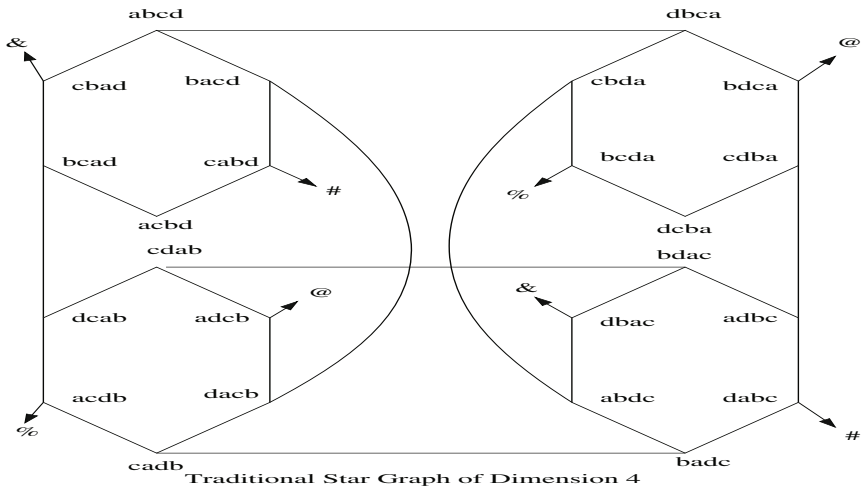 abcd dbca
& @
cbad bacd cbda bdca
bcad cabd bcda cdba
# %
acbd dcba
cdab bdac
@ &
dcab adcb dbac adbc
acdb dacb abdc dabc
% #
cadb badc
Traditional Star Graph of Dimension 4